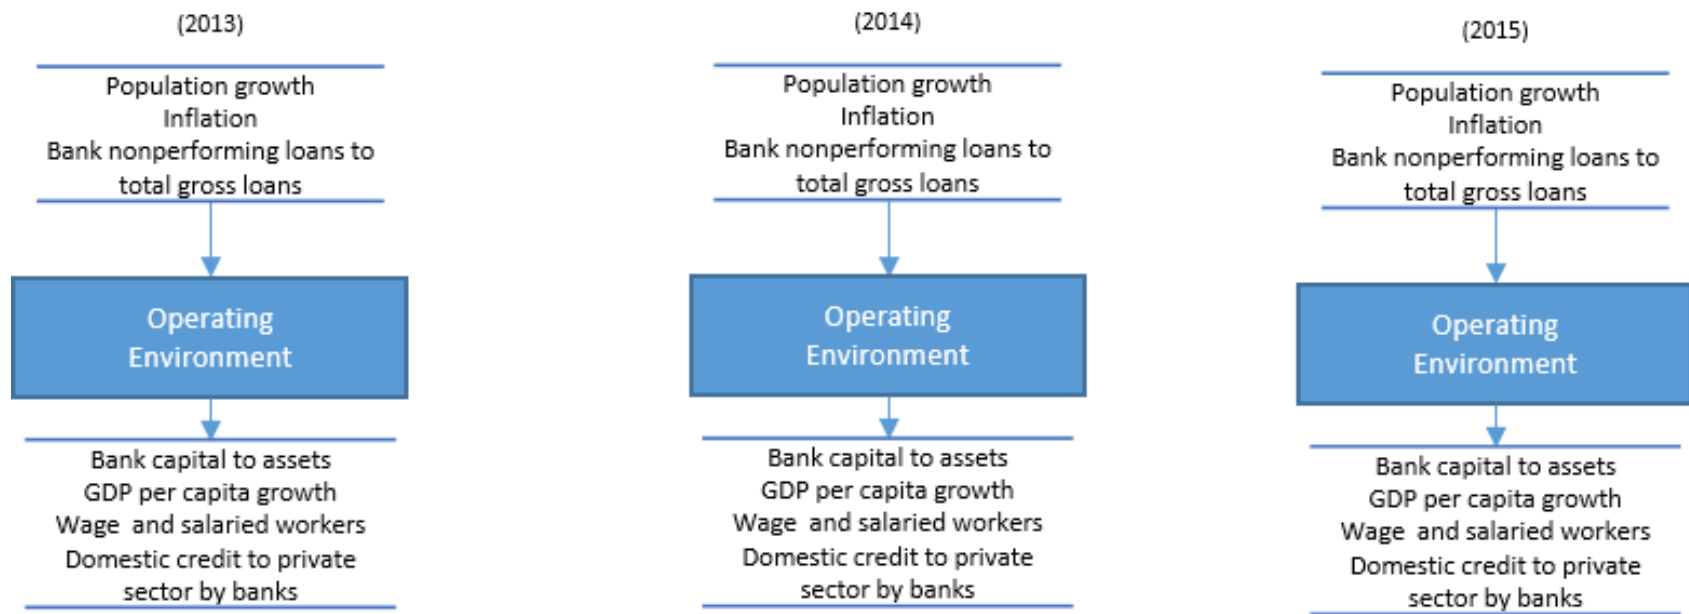 (2013)
Population growth
Inflation
Bank nonperforming loans to
total gross loans
Operating
Environment
Bank capital to assets
GDP per capita growth
Wage and salaried workers
Domestic credit to private
sector by banks
(2014)
Population growth
Inflation
Bank nonperforming loans to
total gross loans
Operating
Environment
Bank capital to assets
GDP per capita growth
Wage and salaried workers
Domestic credit to private
sector by banks
(2015)
Population growth
Inflation
Bank nonperforming loans to
total gross loans
Operating
Environment
Bank capital to assets
GDP per capita growth
Wage and salaried workers
Domestic credit to private
sector by banks